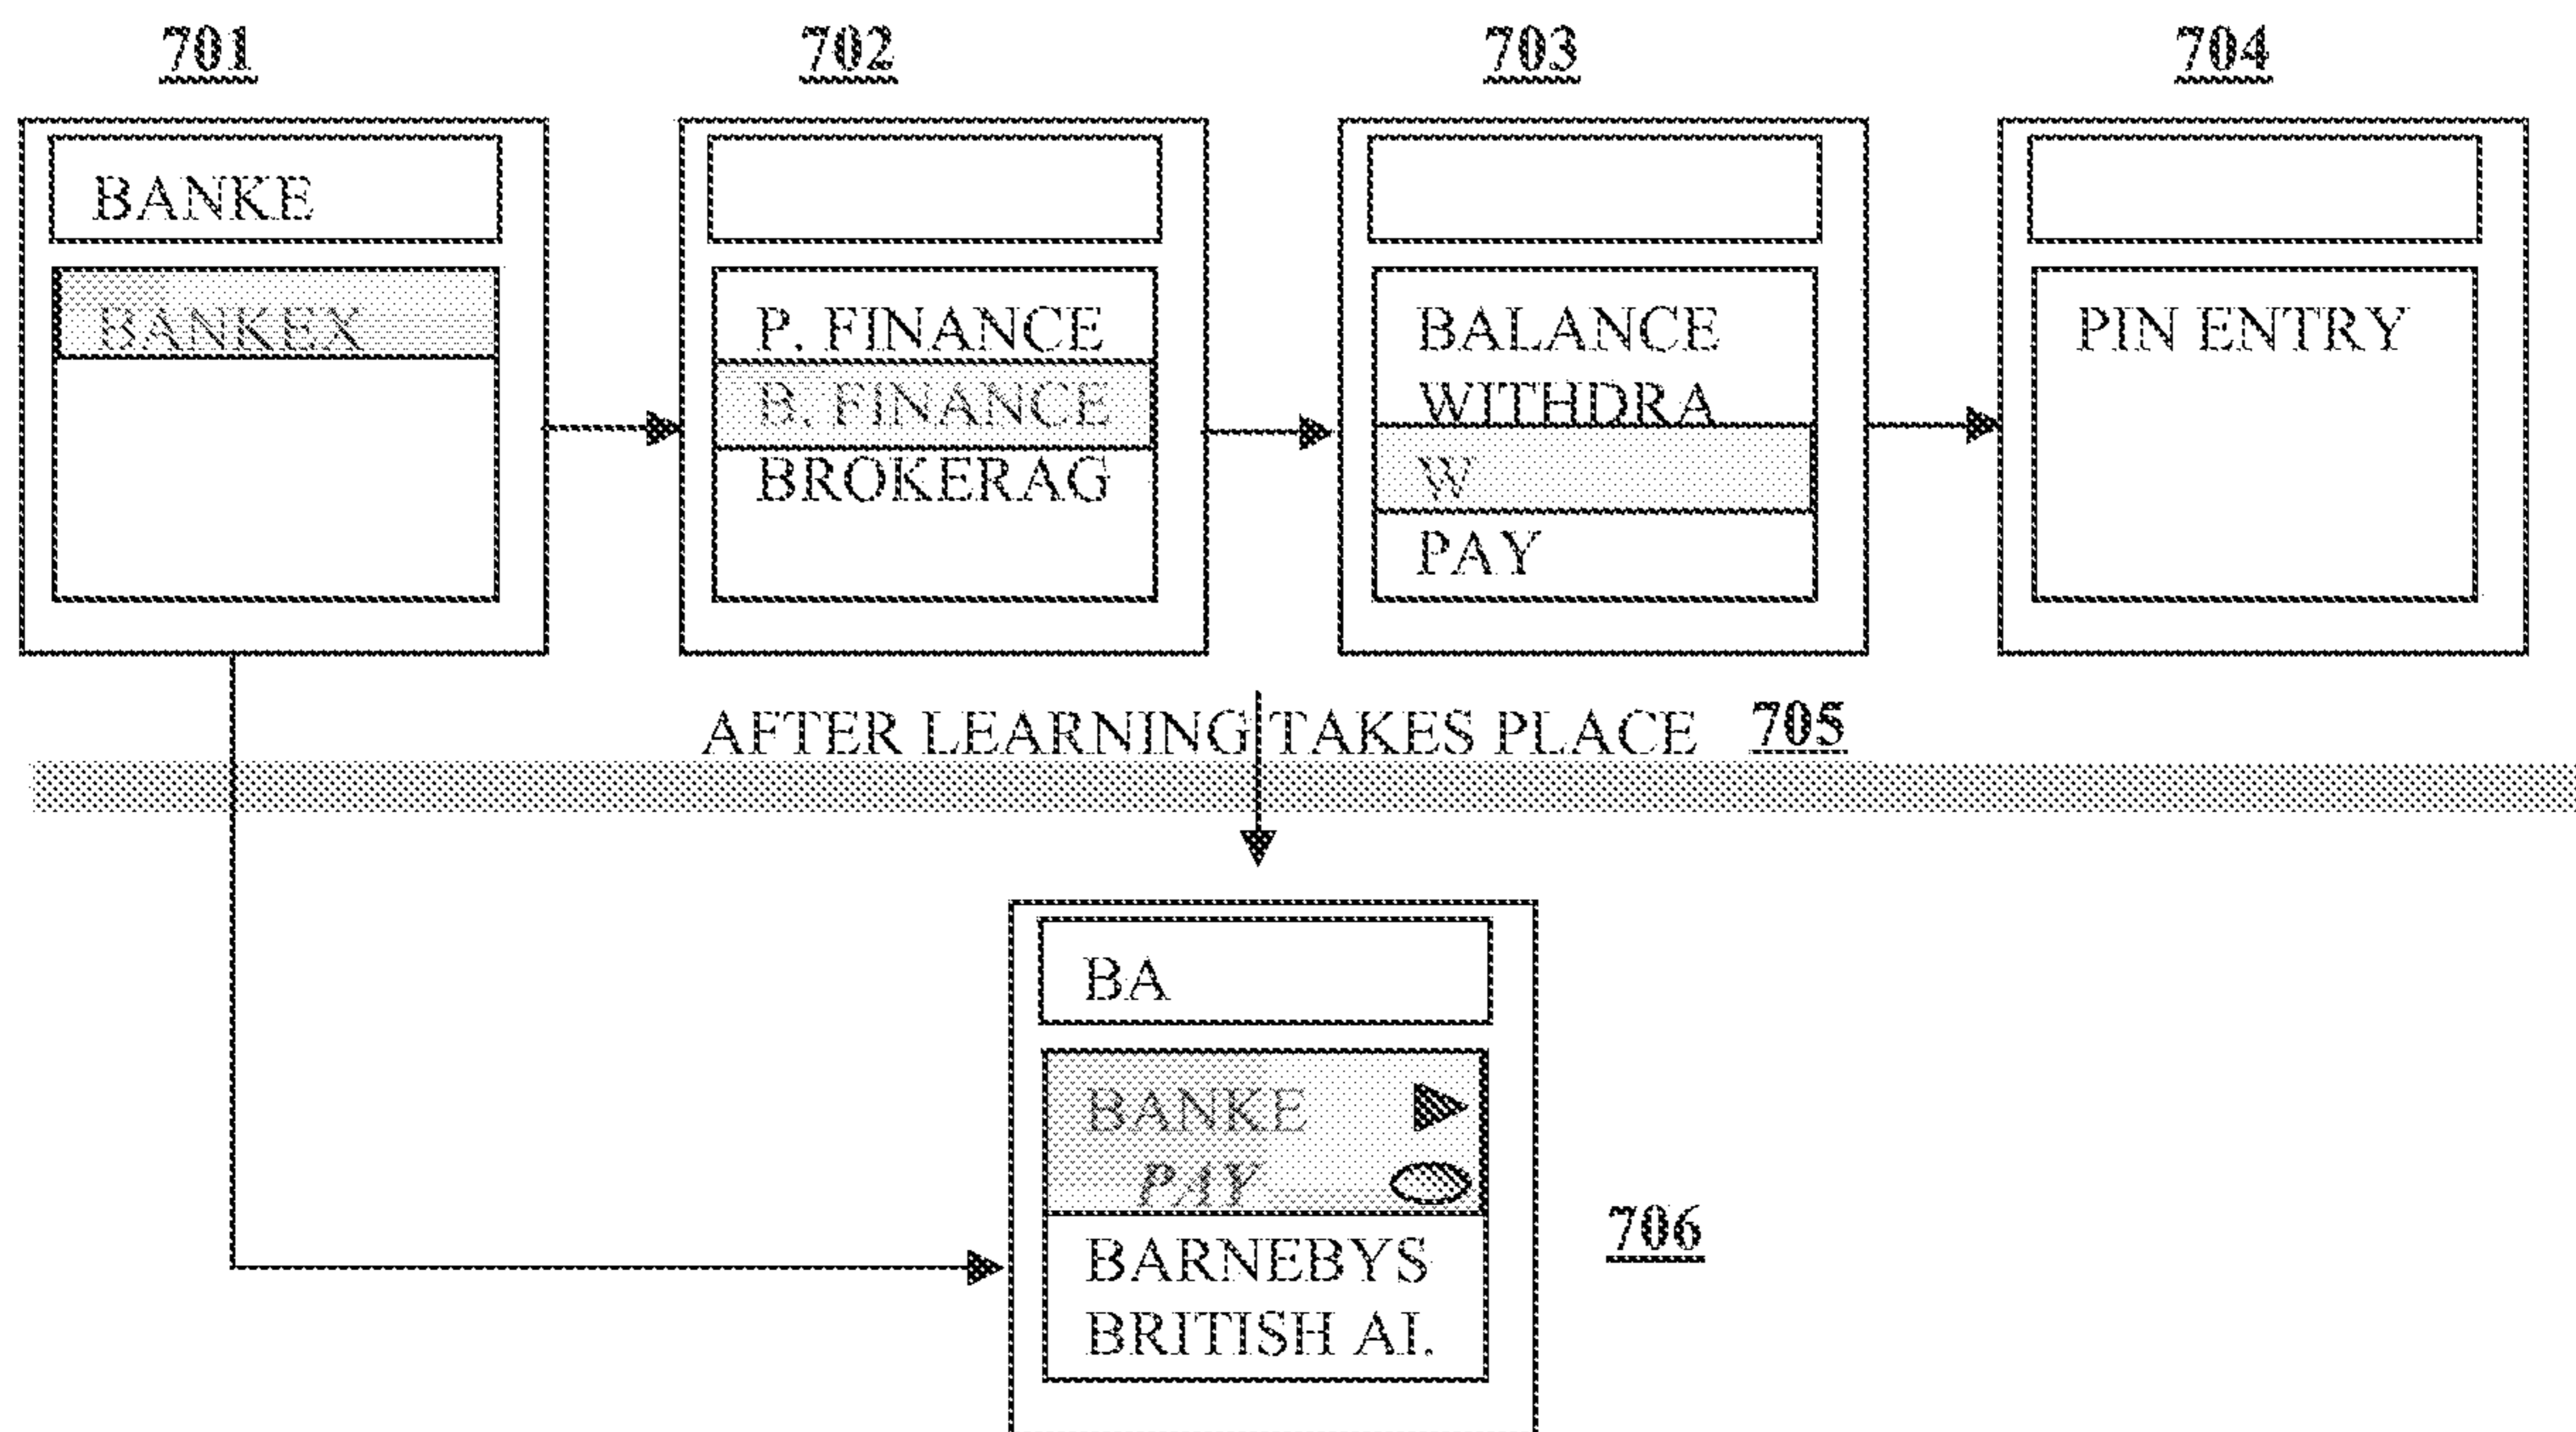 701
702
703
704
BANKE
BANKEX
P. FINANCE
B. FINANCE
BROKERAG
BALANCE
WITHDRA
W
PAY
PIN ENTRY
AFTER LEARNING TAKES PLACE 705
BA
BANKE
PAY
BARNEBYS
BRITISH AI.
706